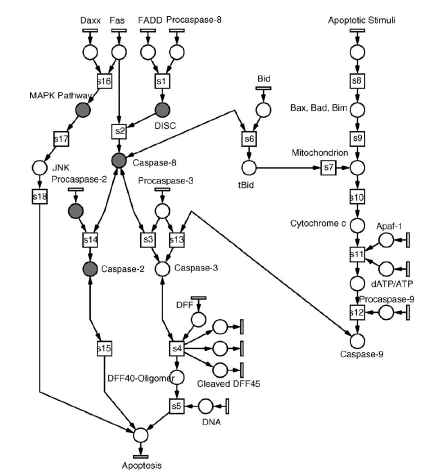 Daxx Fas FADD Procaspase-8 Apoptotic Stimuli
s16 s1 Bid s8
MAPK Pathway Bax, Bad, Bim
s17 s2 DISC s6 s9
Caspase-8 Mitochondrion
JNK tBid s7
Procaspase-2 Procaspase-3
s18 s10
Cytochrome c Apaf-1
s14 s3 s13 s11
Caspase-2 Caspase-3 dATP/ATP
DFF Procaspase-9
s12
s15 s4 Caspase-9
DFF40-Oligomer Cleaved DFF45
s5
DNA
Apoptosis